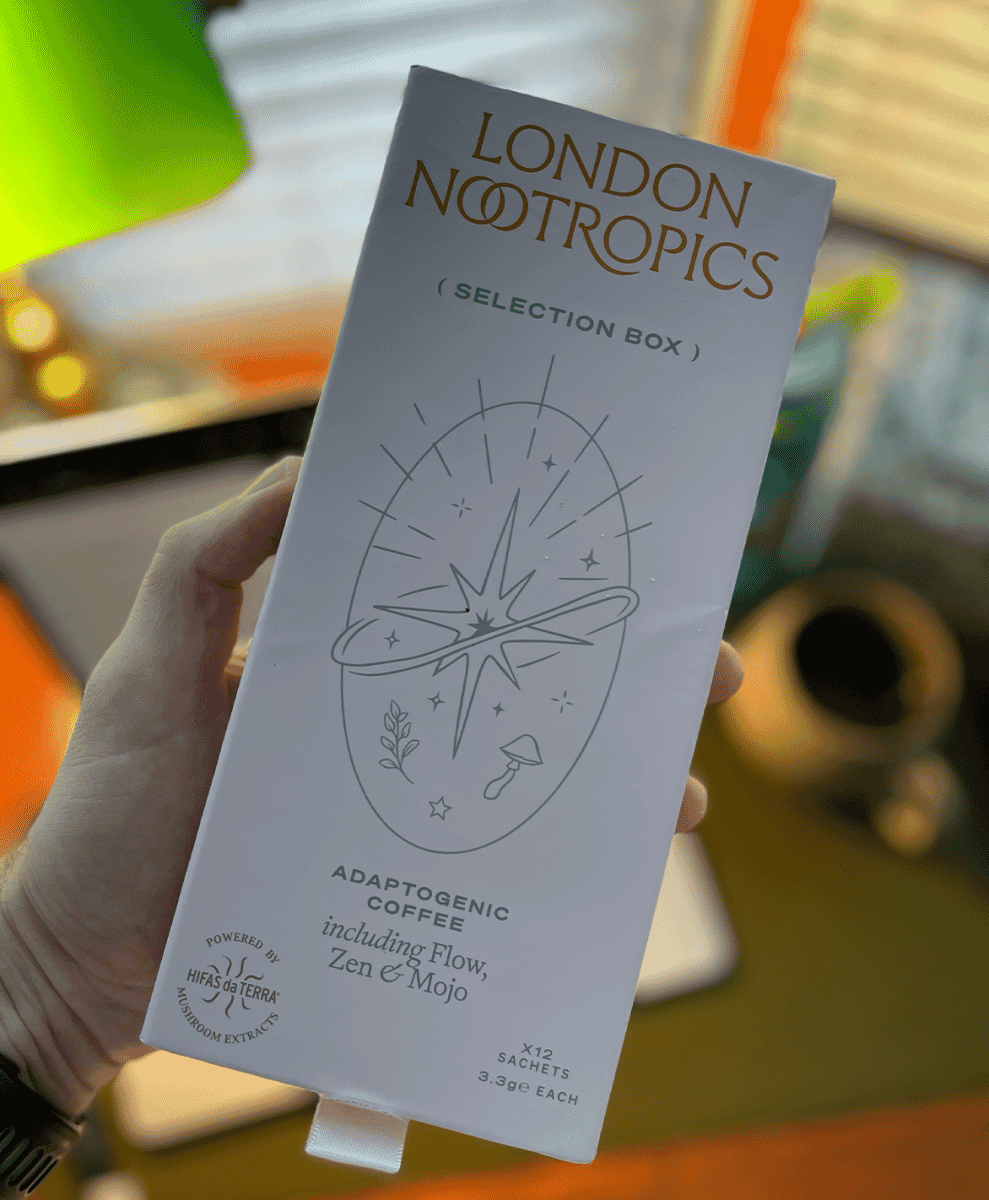 LONDON
NOOTROPICS
( SELECTION BOX )
ADAPTOGENIC
COFFEE
including Flow,
Zen & Mojo
POWERED BY
HIFAS da TERRA®
MUSHROOM EXTRACTS
X12
SACHETS
3.3g℮ EACH